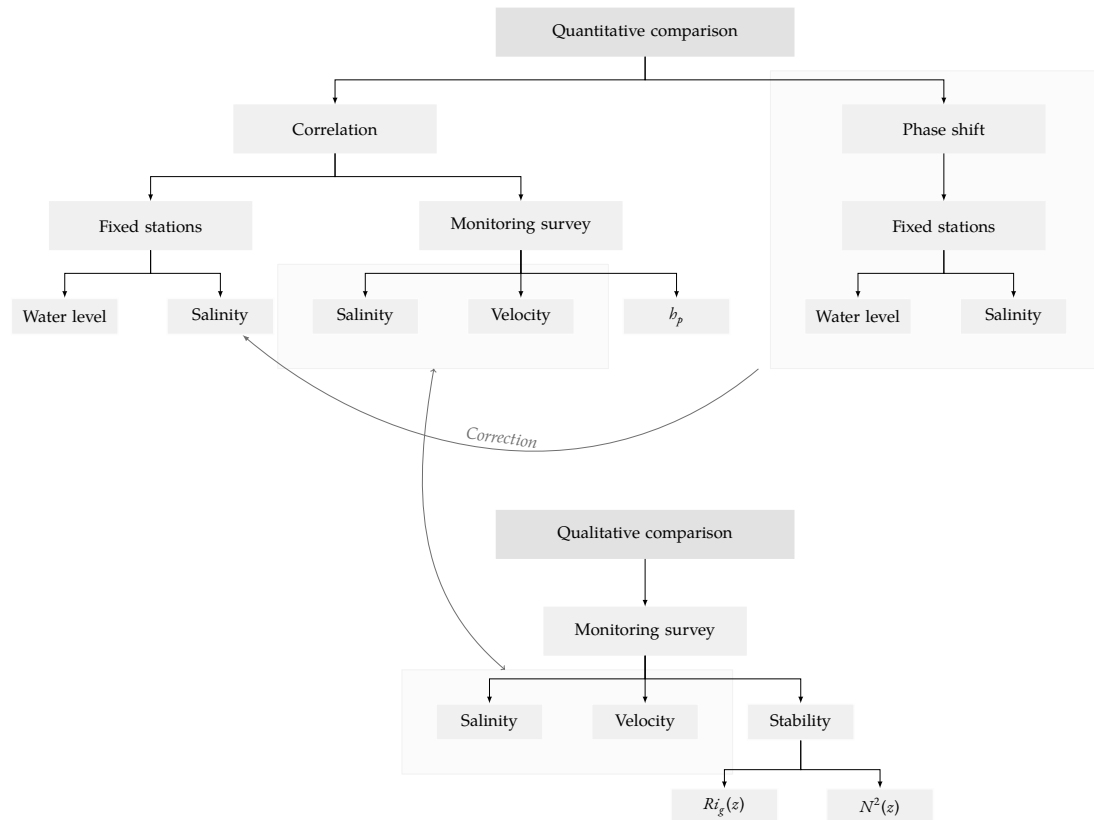 Quantitative comparison
Correlation
Phase shift
Fixed stations
Monitoring survey
Fixed stations
Water level
Salinity
Salinity
Velocity
h_p
Water level
Salinity
Correction
Qualitative comparison
Monitoring survey
Salinity
Velocity
Stability
Ri_g(z)
N²(z)